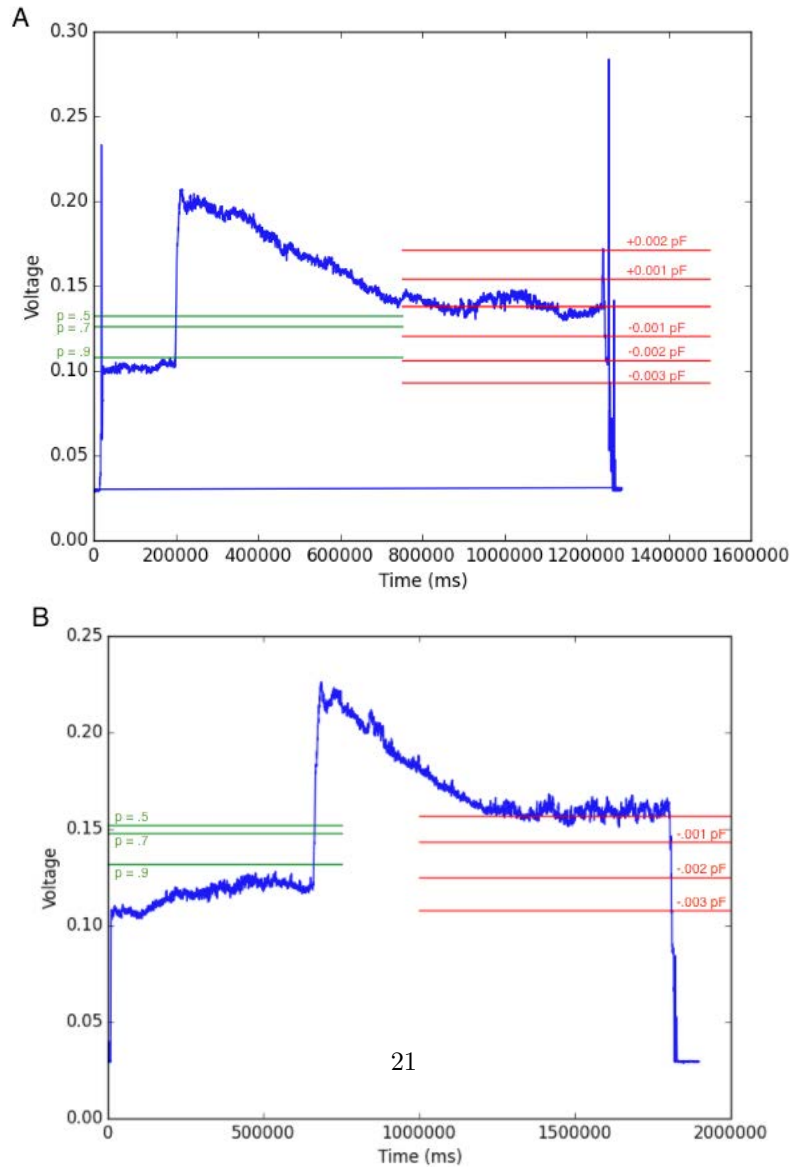 A
0.30
0.25
0.20
0.15
0.10
0.05
0.00
Voltage
p = .5
p = .7
p = .9
+0.002 pF
+0.001 pF
-0.001 pF
-0.002 pF
-0.003 pF
0 200000 400000 600000 800000 1000000 1200000 1400000 1600000
Time (ms)
B
0.25
0.20
0.15
0.10
0.05
0.00
Voltage
p = .5
p = .7
p = .9
-.001 pF
-.002 pF
-.003 pF
21
0 500000 1000000 1500000 2000000
Time (ms)